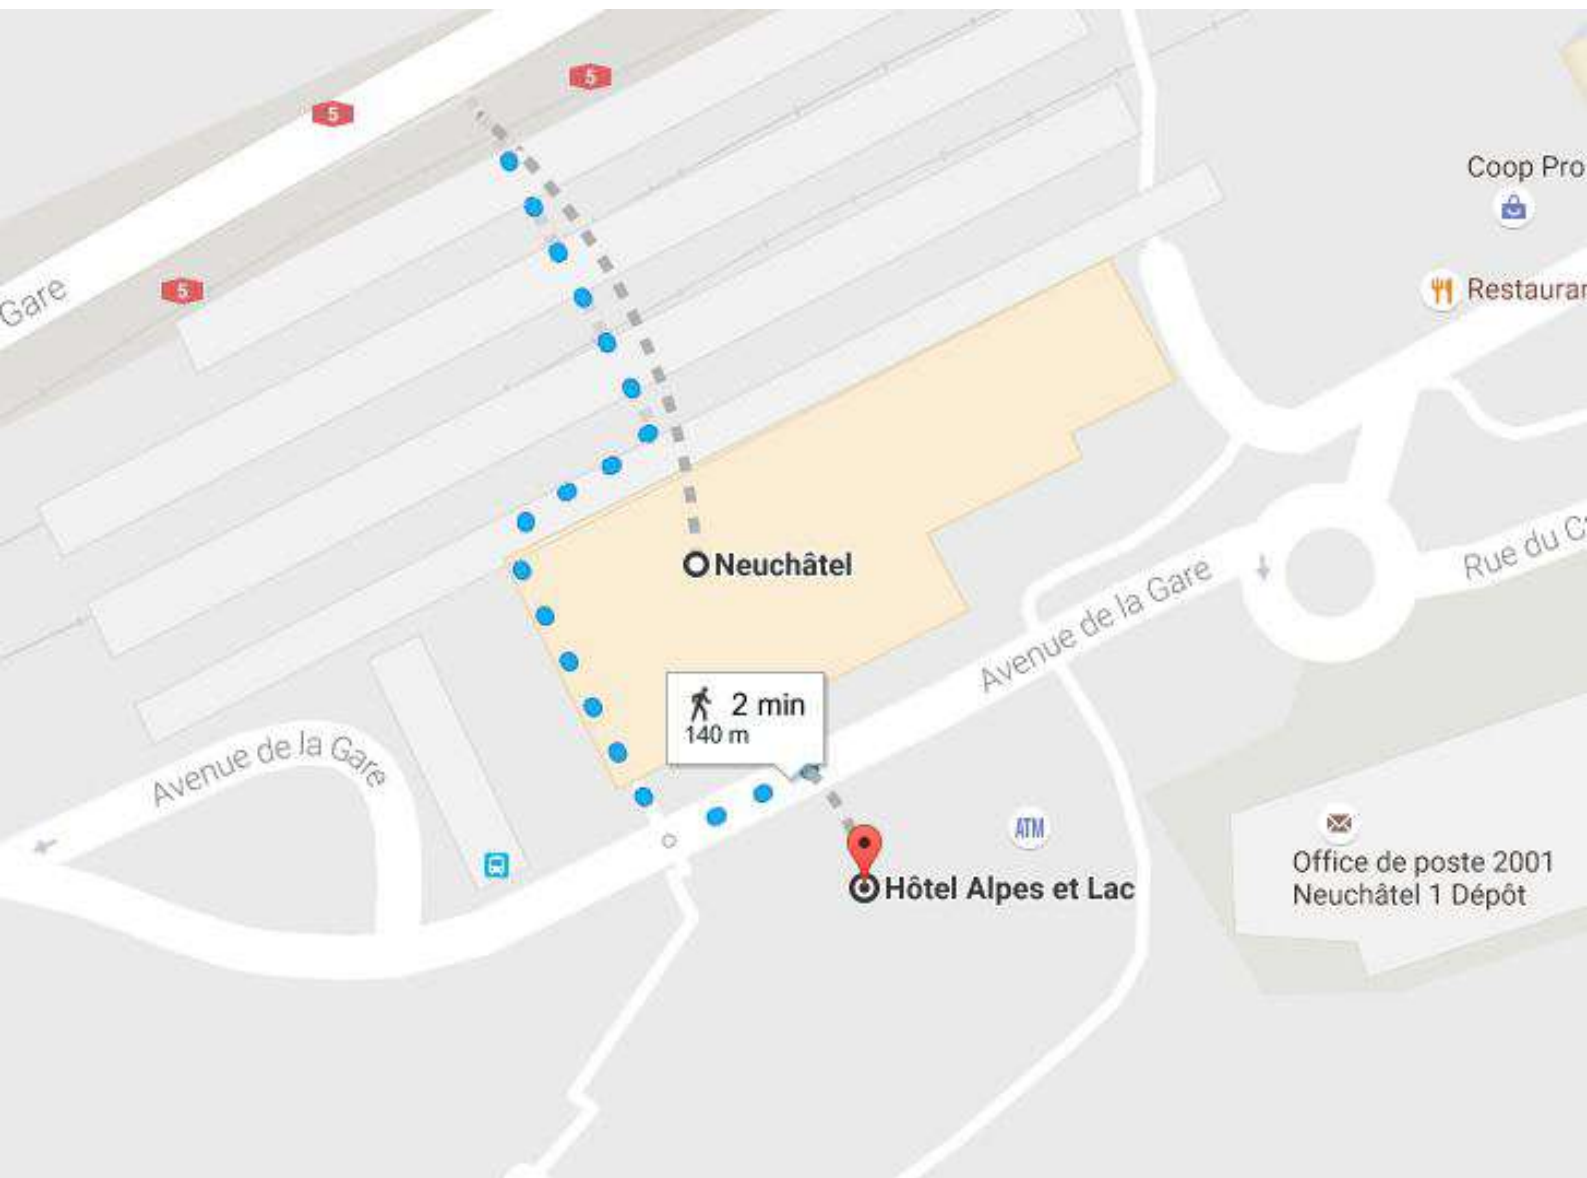 5
5
Coop Pro
5
Restauran
Gare
Neuchâtel
Rue du C
Avenue de la Gare
2 min
140 m
Avenue de la Gare
ATM
Office de poste 2001
Neuchâtel 1 Dépôt
Hôtel Alpes et Lac